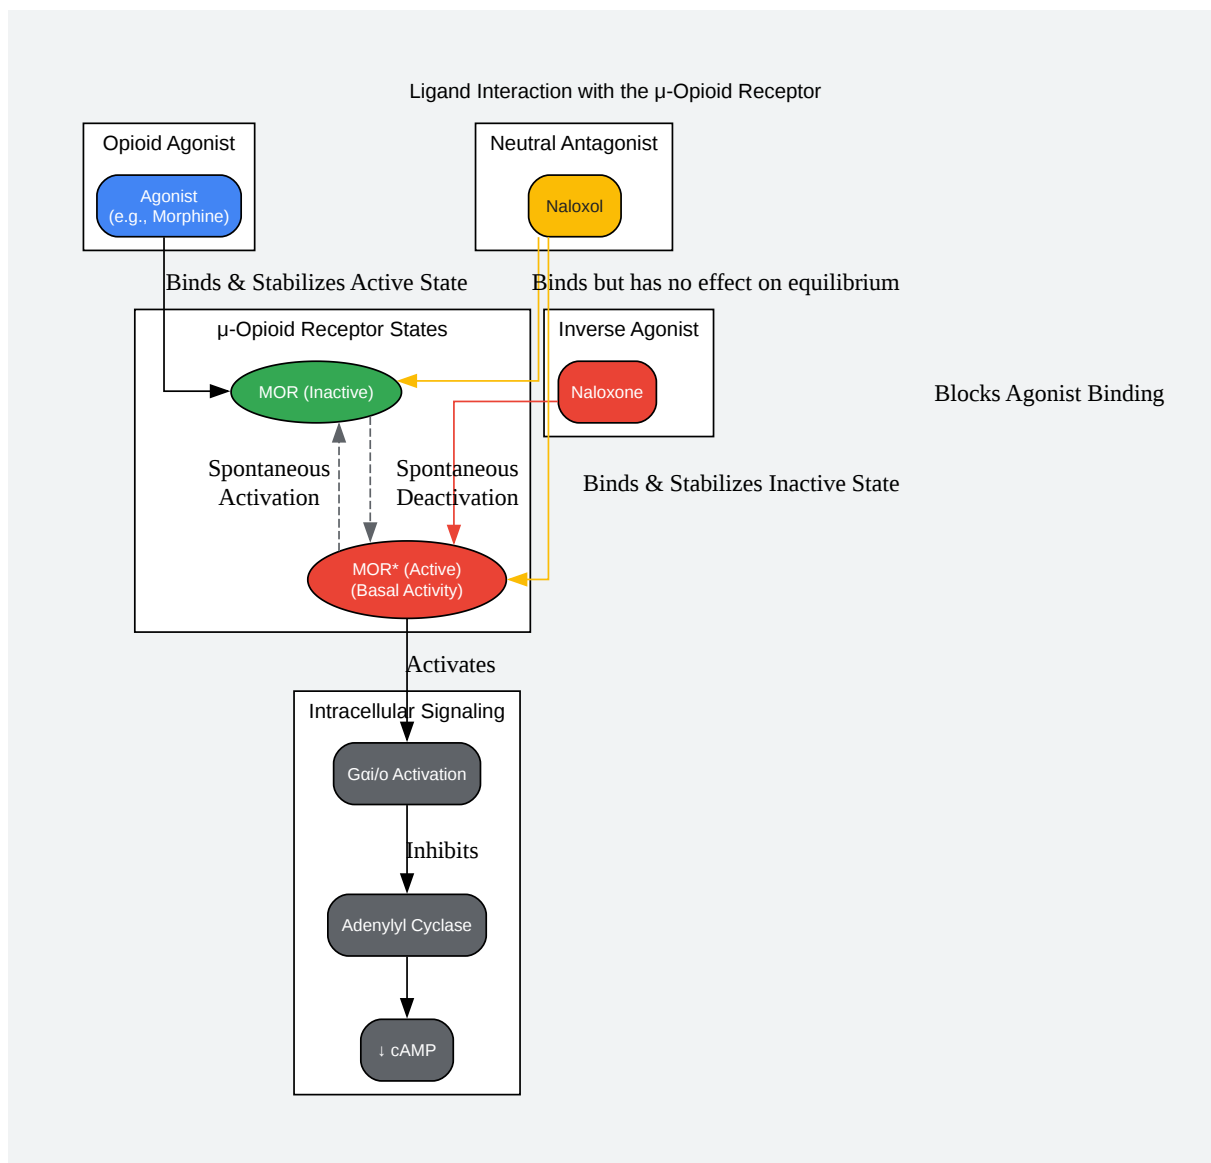 Ligand Interaction with the μ-Opioid Receptor
Opioid Agonist
Neutral Antagonist
Agonist
(e.g., Morphine)
Naloxol
Binds & Stabilizes Active State
Binds but has no effect on equilibrium
μ-Opioid Receptor States
Inverse Agonist
MOR (Inactive)
Naloxone
Blocks Agonist Binding
Spontaneous
Activation
Spontaneous
Deactivation
Binds & Stabilizes Inactive State
MOR* (Active)
(Basal Activity)
Activates
Intracellular Signaling
Gαi/o Activation
Inhibits
Adenylyl Cyclase
↓ cAMP